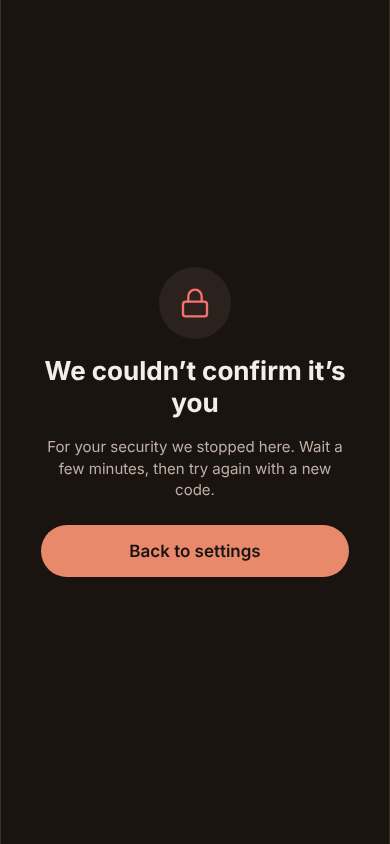 We couldn’t confirm it’s
you
For your security we stopped here. Wait a
few minutes, then try again with a new
code.
Back to settings